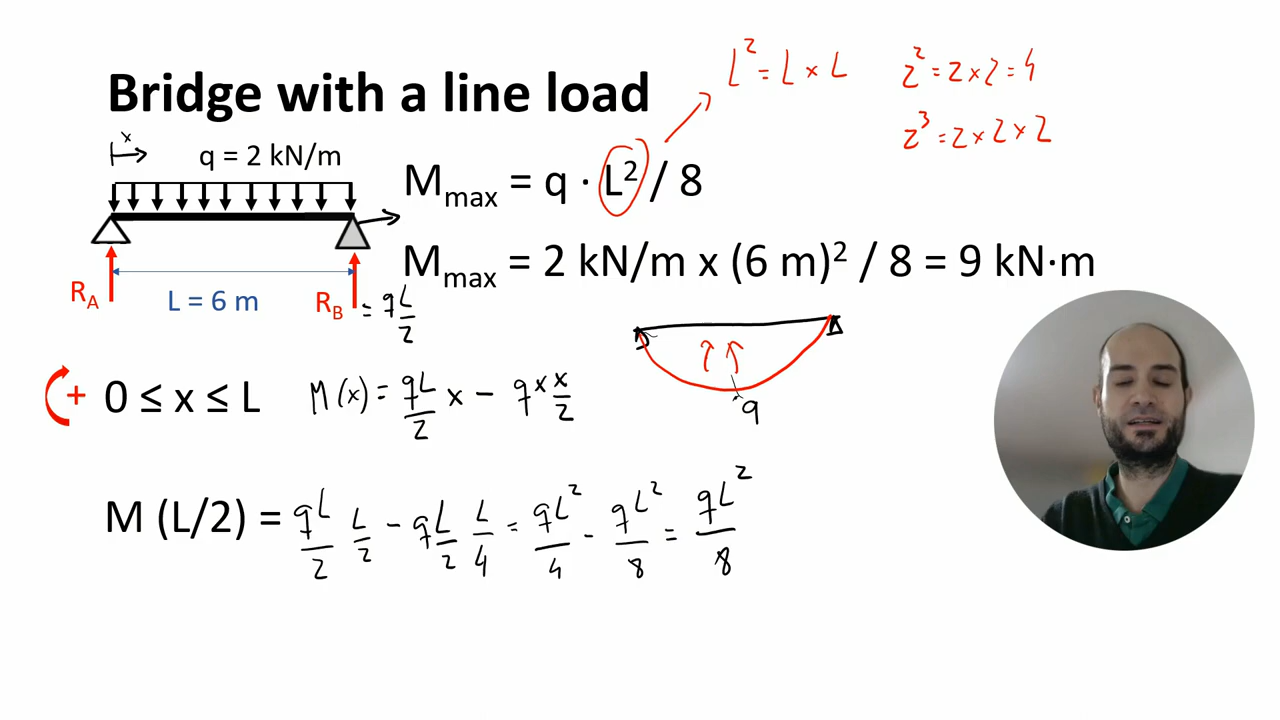 Bridge with a line load
L² = L × L
2² = 2 × 2 = 4
2³ = 2 × 2 × 2
x
q = 2 kN/m
Mmax = q · L² / 8
Mmax = 2 kN/m x (6 m)² / 8 = 9 kN·m
RA
L = 6 m
RB = qL/2
+ 0 ≤ x ≤ L
M(x) = qL/2 x − qx x/2
9
M (L/2) = qL/2 L/2 − qL/2 L/4 = qL²/4 − qL²/8 = qL²/8